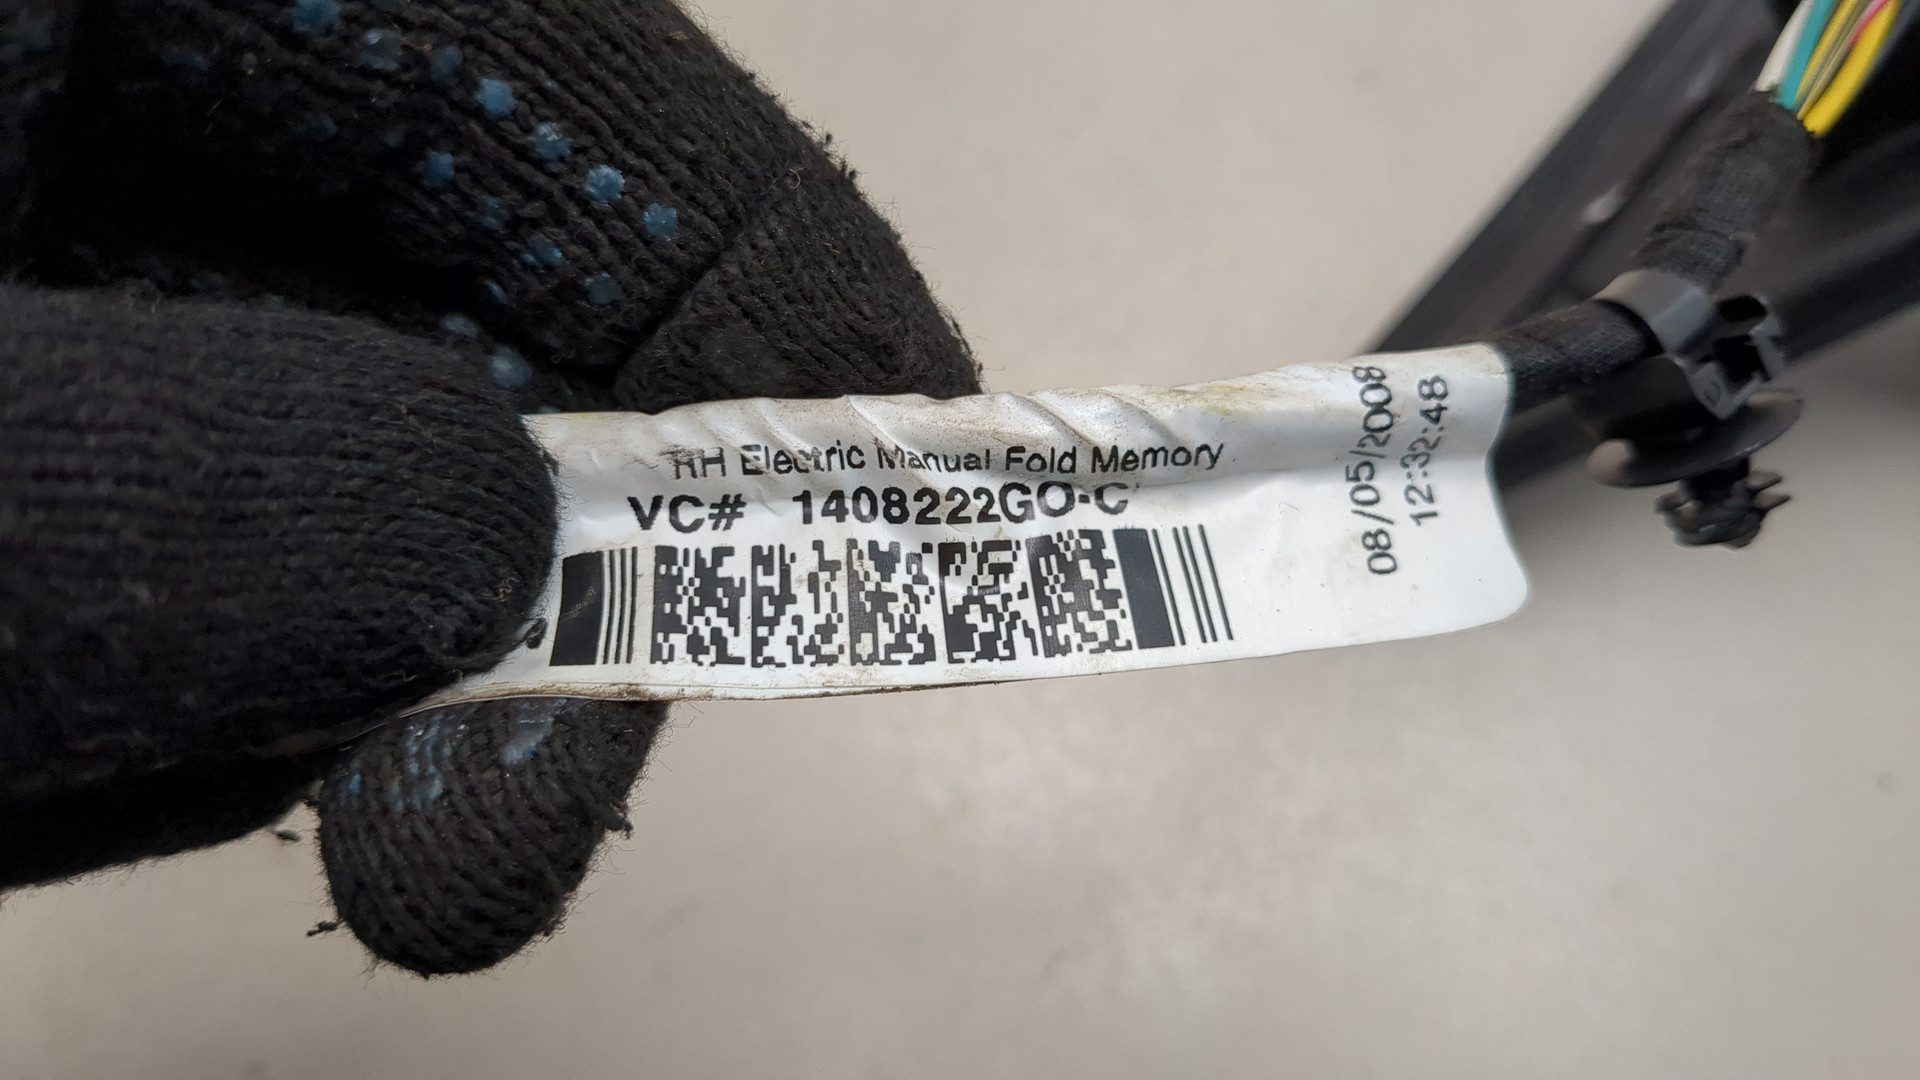 RH Electric Manual Fold Memory
VC# 1408222GO-C
08/05/2008
12:32:48